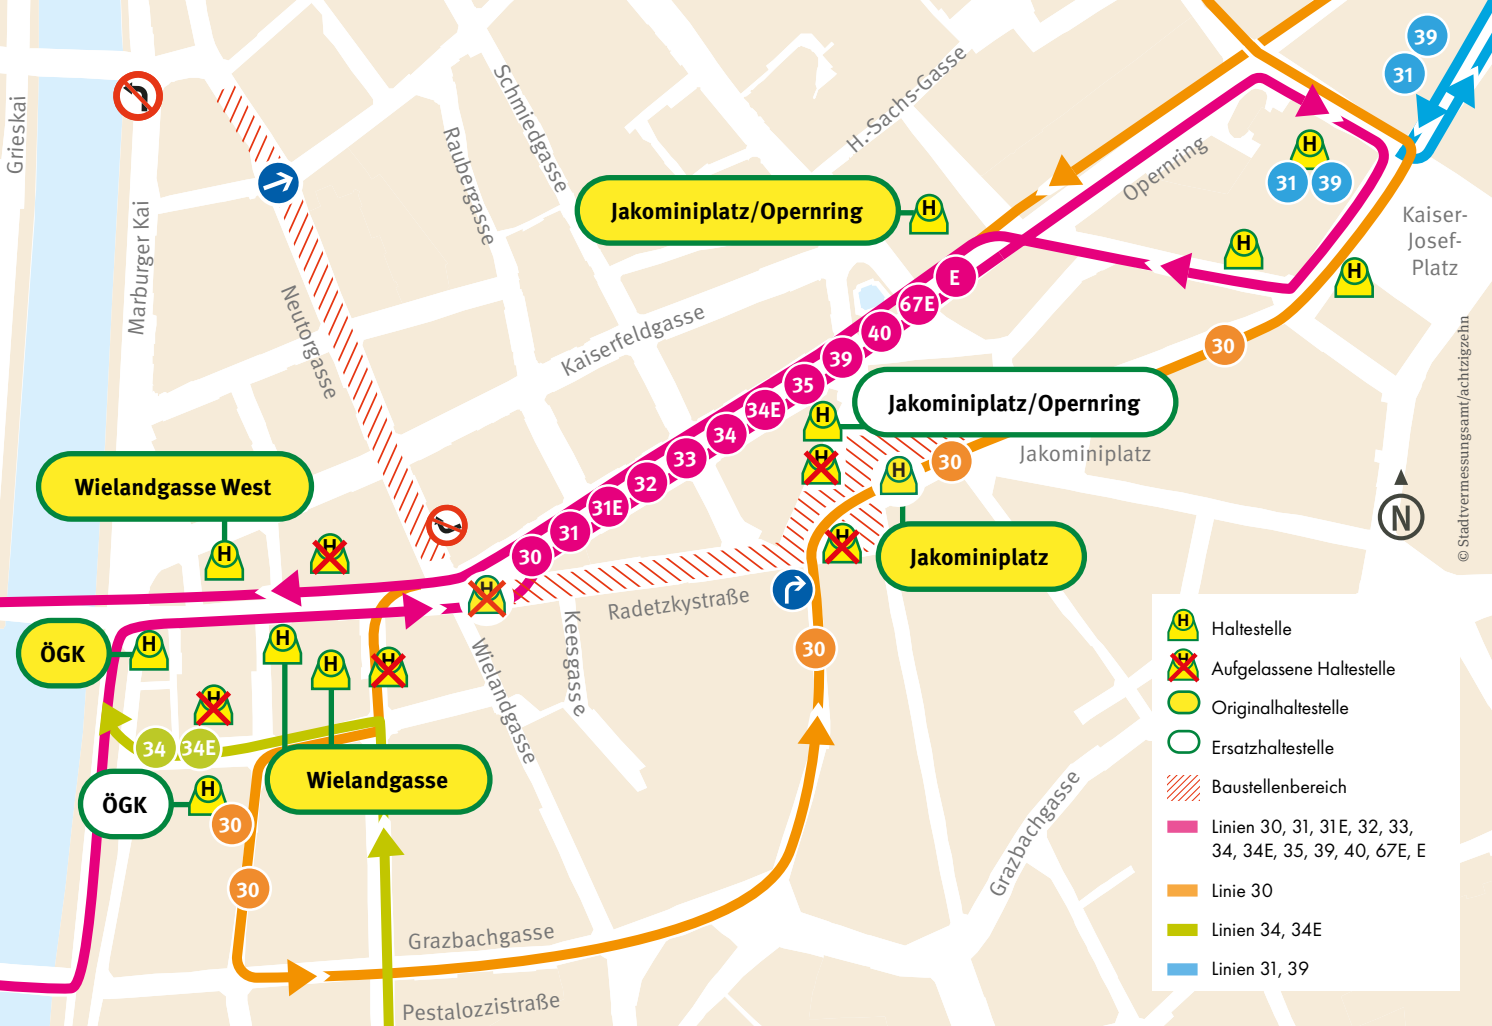 39
31
Grieskai
Marburger Kai
Neutorgasse
Raubergasse
Schmiedgasse
H.-Sachs-Gasse
Opernring
H
31
39
Kaiser-
Josef-
Platz
Jakominiplatz/Opernring
H
H
H
E
67E
40
39
35
34E
34
33
32
31E
31
30
Kaiserfeldgasse
30
Jakominiplatz/Opernring
H
H
H
30
Jakominiplatz
H
Jakominiplatz
Wielandgasse West
H
H
H
N
© Stadtvermessungsamt/achtzigzehn
Radetzkystraße
Keesgasse
Wielandgasse
ÖGK
H
H
H
H
H
34
34E
30
Wielandgasse
ÖGK
H
30
30
Grazbachgasse
Grazbachgasse
Pestalozzistraße
H
Haltestelle
H
Aufgelassene Haltestelle
Originalhaltestelle
Ersatzhaltestelle
Baustellenbereich
Linien 30, 31, 31E, 32, 33,
34, 34E, 35, 39, 40, 67E, E
Linie 30
Linien 34, 34E
Linien 31, 39